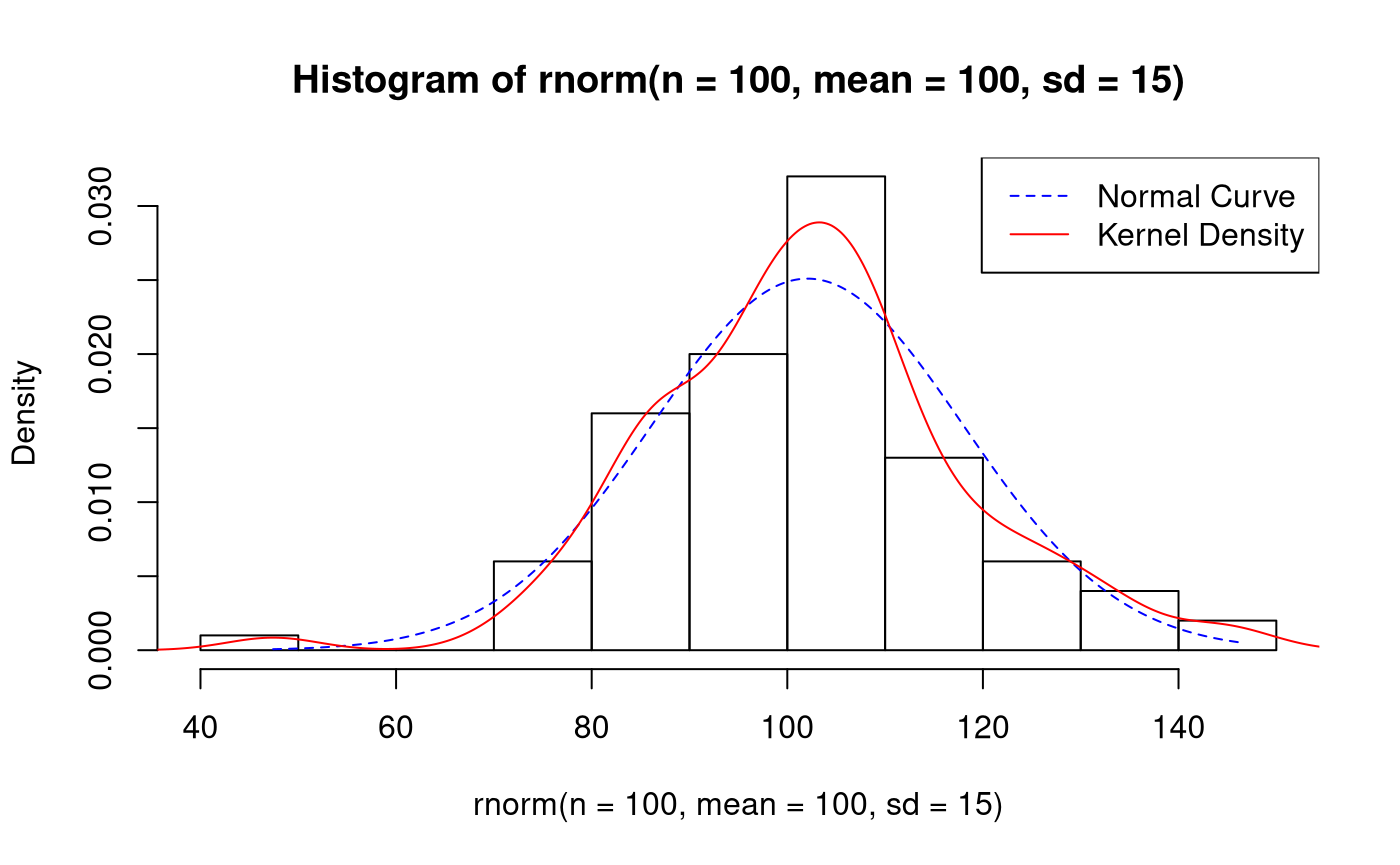 Histogram of rnorm(n = 100, mean = 100, sd = 15)
Normal Curve
Kernel Density
Density
0.030
0.020
0.010
0.000
40 60 80 100 120 140
rnorm(n = 100, mean = 100, sd = 15)